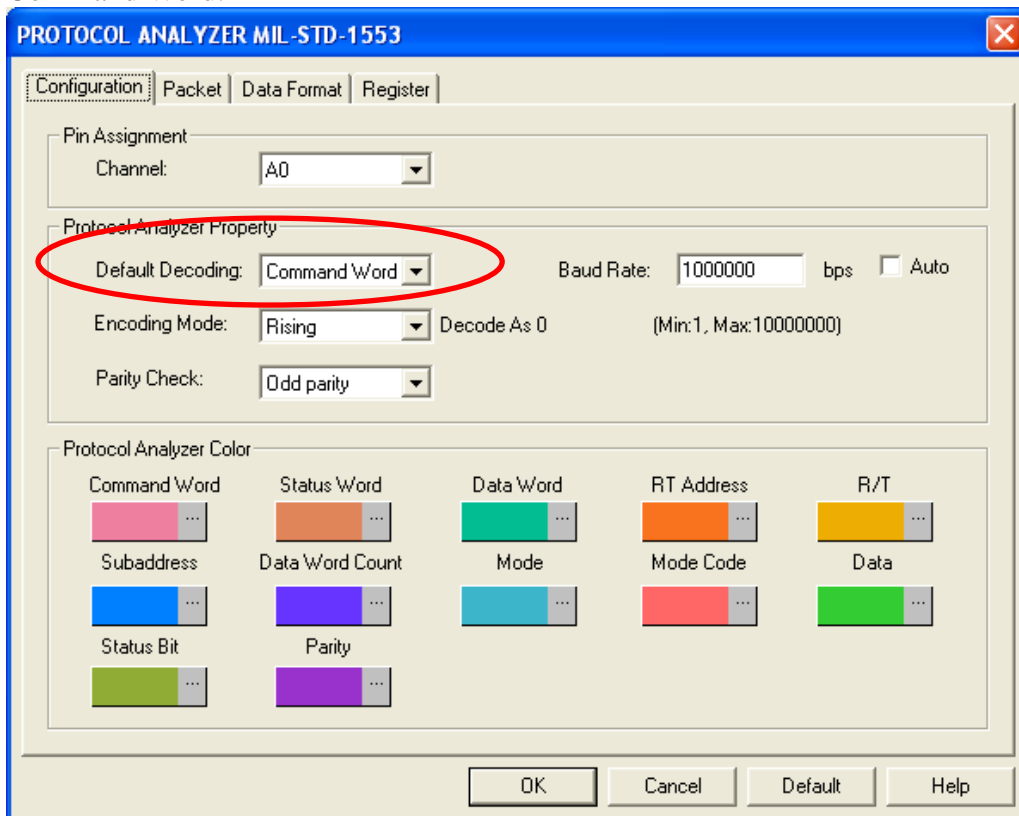 PROTOCOL ANALYZER MIL-STD-1553
Configuration Packet Data Format Register
Pin Assignment
Channel: A0
Protocol Analyzer Property
Default Decoding: Command Word Baud Rate: 1000000 bps Auto
Encoding Mode: Rising Decode As 0 (Min:1, Max:10000000)
Parity Check: Odd parity
Protocol Analyzer Color
Command Word Status Word Data Word RT Address R/T
... ... ... ... ...
Subaddress Data Word Count Mode Mode Code Data
... ... ... ... ...
Status Bit Parity
... ...
OK Cancel Default Help